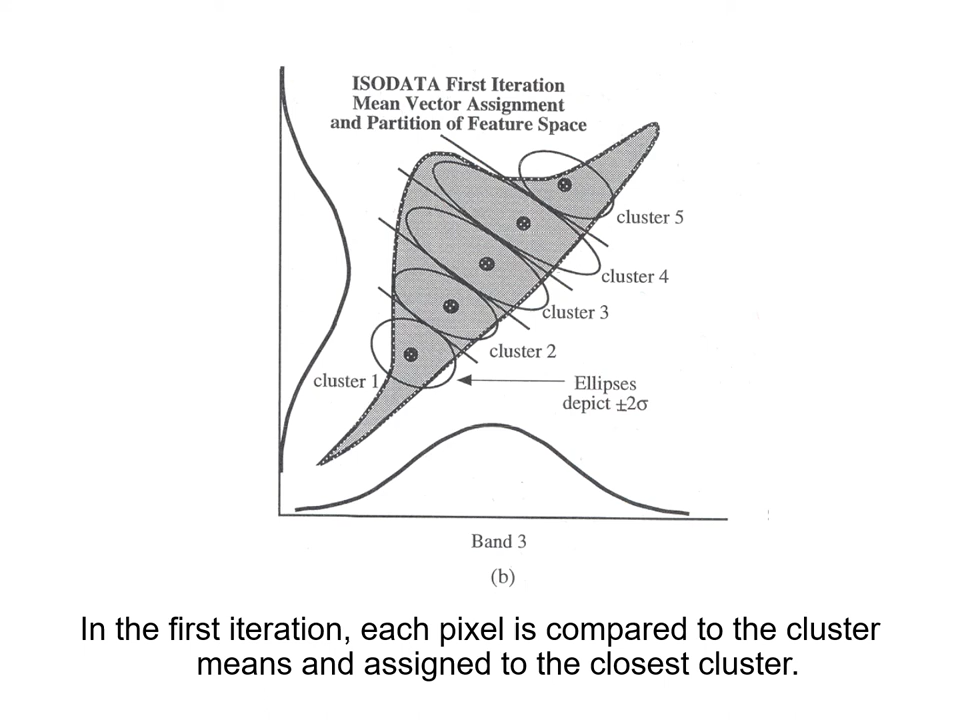 ISODATA First Iteration
Mean Vector Assignment
and Partition of Feature Space
cluster 5
cluster 4
cluster 3
cluster 2
cluster 1
Ellipses
depict ±2σ
Band 3
(b)
In the first iteration, each pixel is compared to the cluster
means and assigned to the closest cluster.